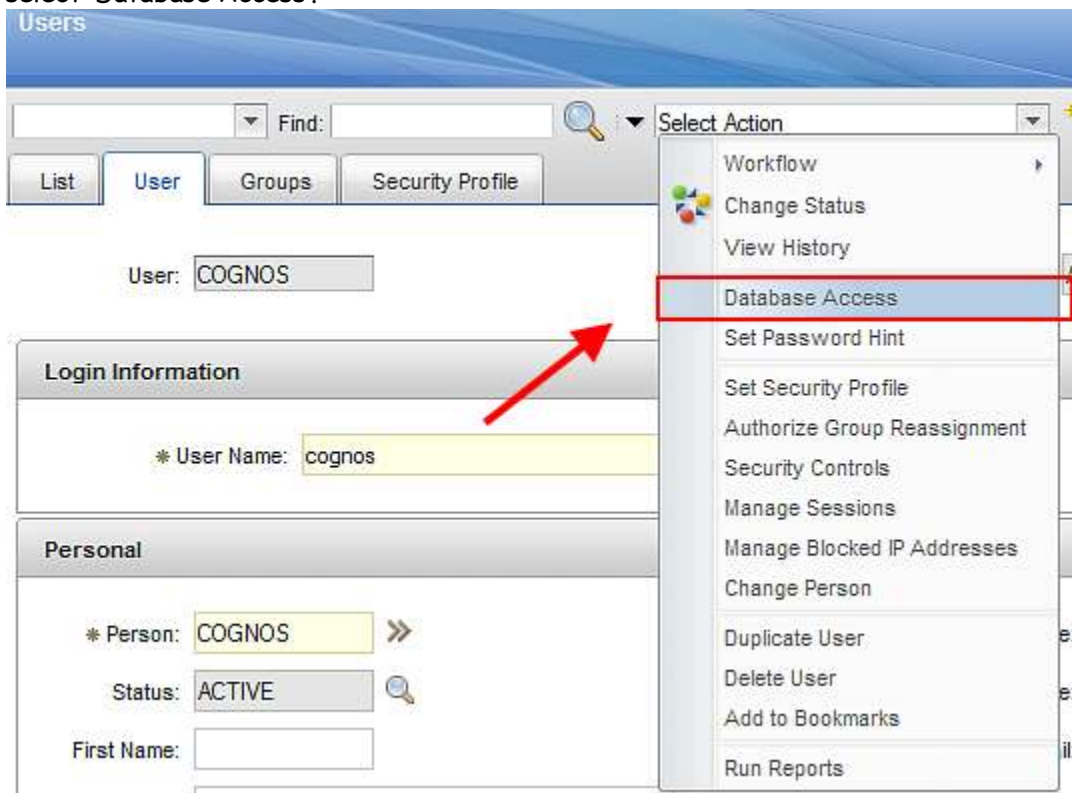 Select Database Access.
Users
Find:
Select Action
List User Groups Security Profile
Workflow
Change Status
View History
User: COGNOS
Database Access
Set Password Hint
Login Information
Set Security Profile
Authorize Group Reassignment
* User Name: cognos
Security Controls
Manage Sessions
Personal
Manage Blocked IP Addresses
Change Person
* Person: COGNOS
Duplicate User
Status: ACTIVE
Delete User
Add to Bookmarks
First Name:
Run Reports